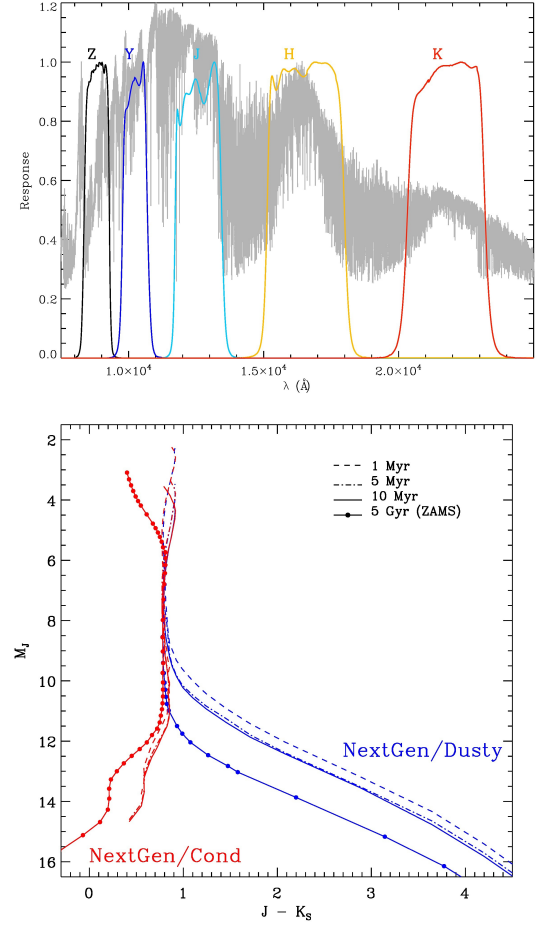 Z Y J H K
1.0
0.8
0.6
0.4
0.2
0.0
Response
1.0×10⁴ 1.5×10⁴ 2.0×10⁴
λ (Å)
2
4
6
8
10
12
14
16
M_J
1 Myr
5 Myr
10 Myr
5 Gyr (ZAMS)
NextGen/Dusty
NextGen/Cond
0 1 2 3 4
J − K_S